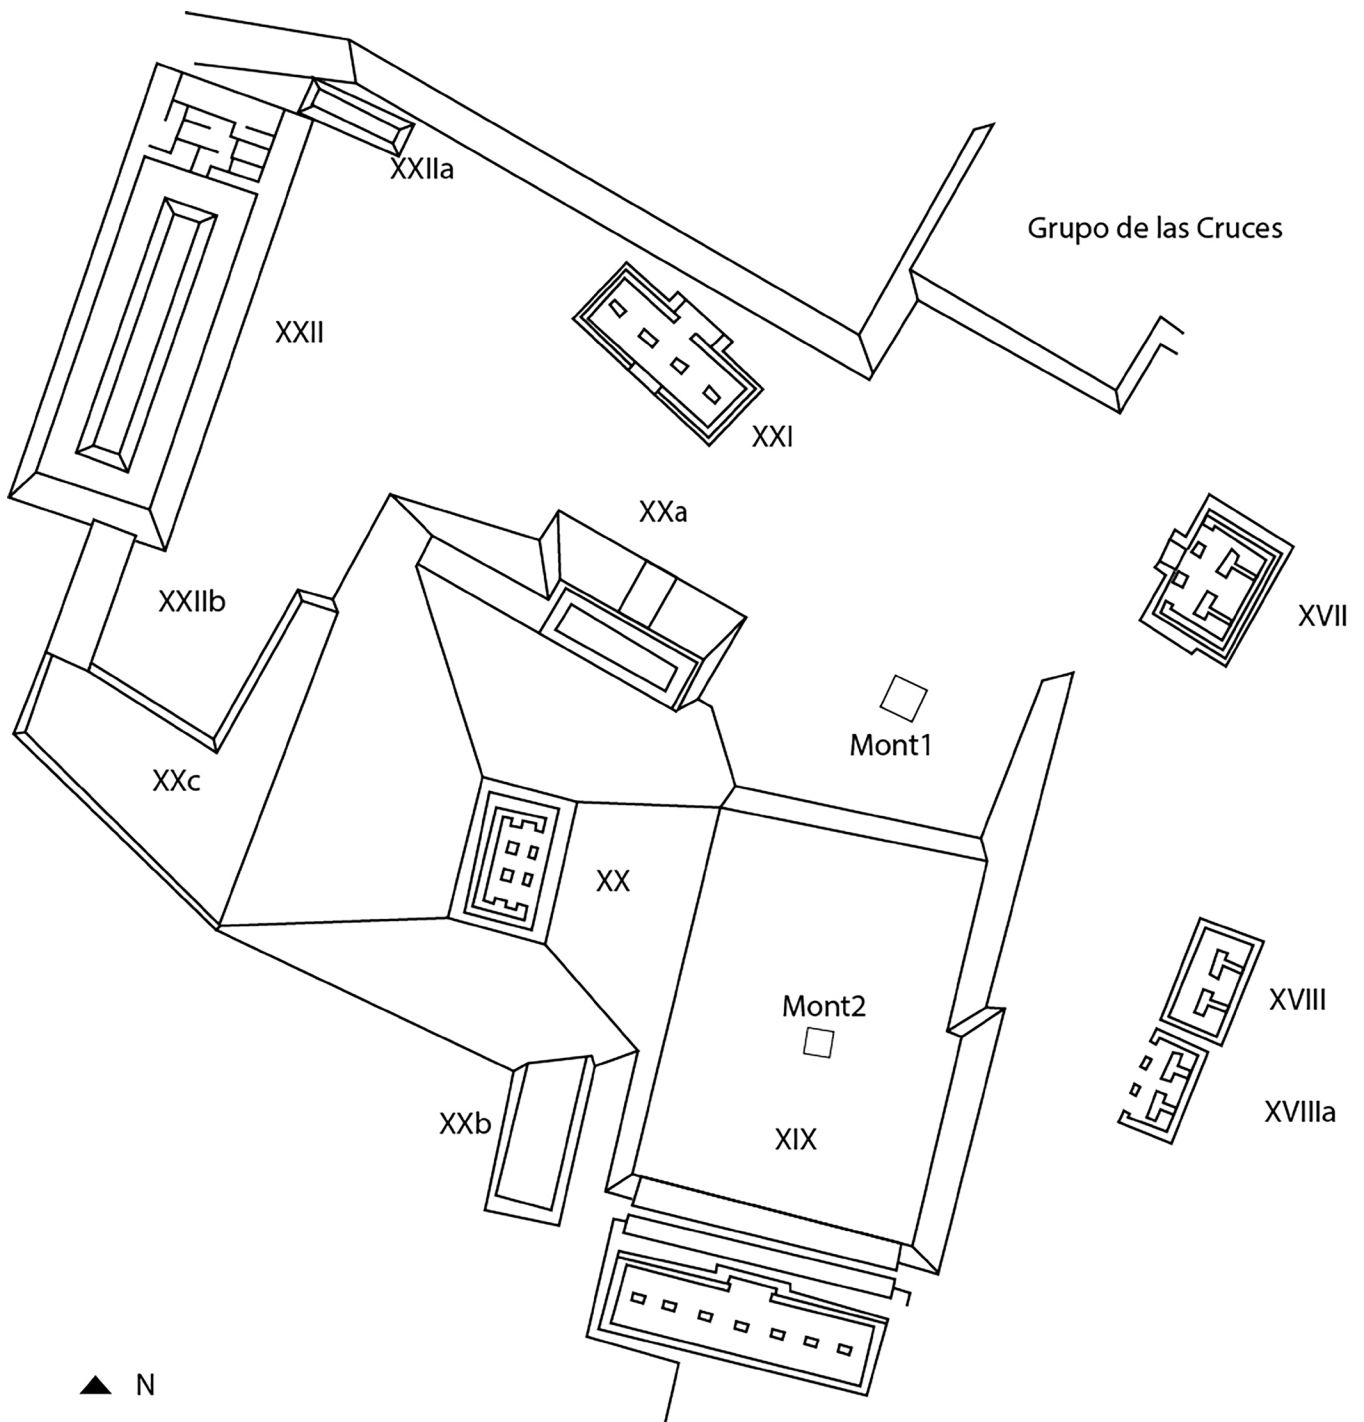 XXIIa
Grupo de las Cruces
XXII
XXI
XXa
XXIIb
XVII
Mont1
XXc
XX
XVIII
Mont2
XXb
XIX
XVIIIa
N